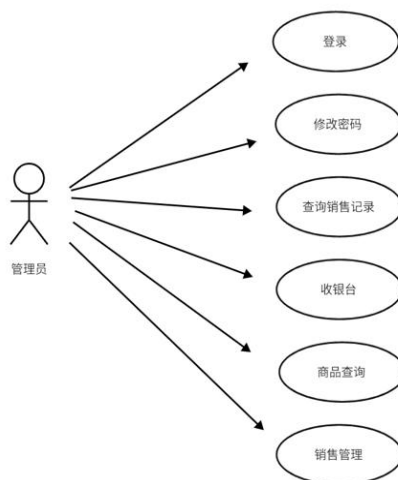 登录
修改密码
查询销售记录
管理员
收银台
商品查询
销售管理